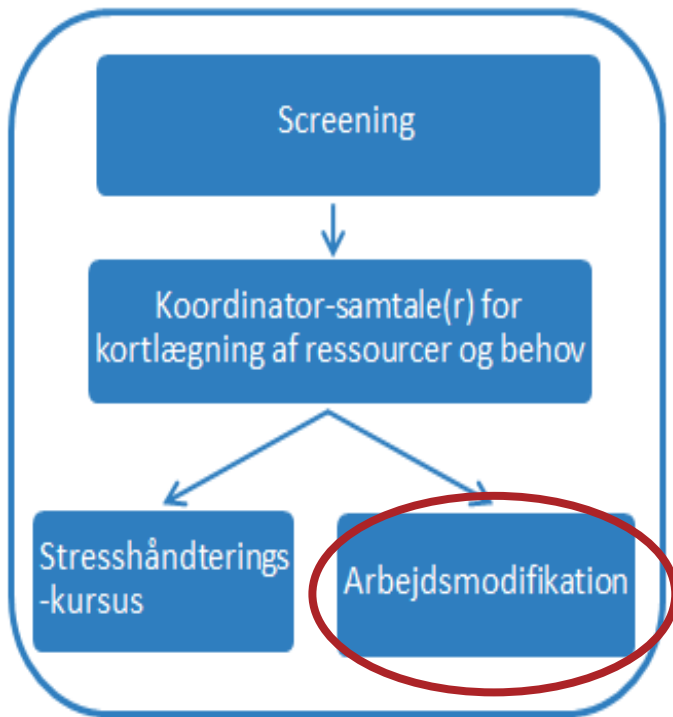 Screening
Koordinator-samtale(r) for
kortlægning af ressourcer og behov
Stresshåndterings
-kursus
Arbejdsmodifikation